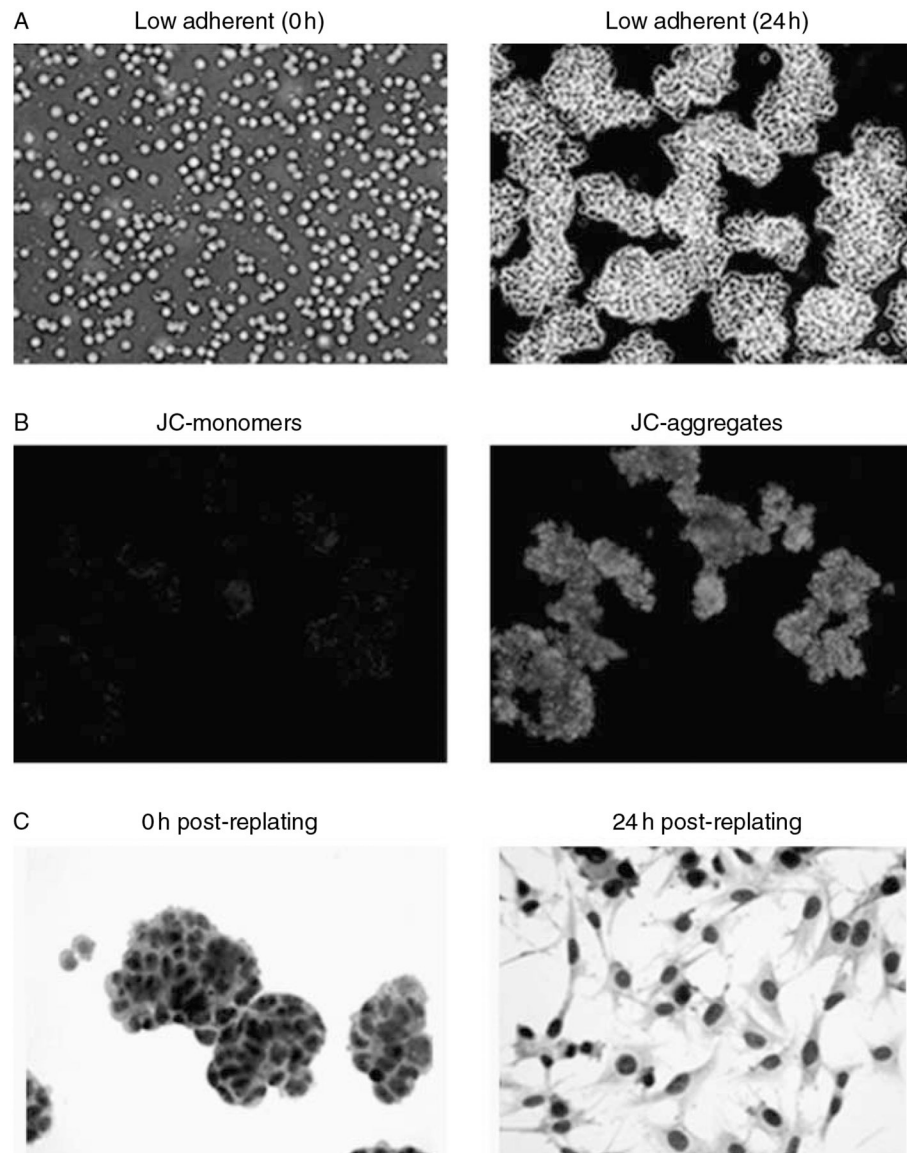 A
Low adherent (0 h)
Low adherent (24 h)
B
JC-monomers
JC-aggregates
C
0 h post-replating
24 h post-replating